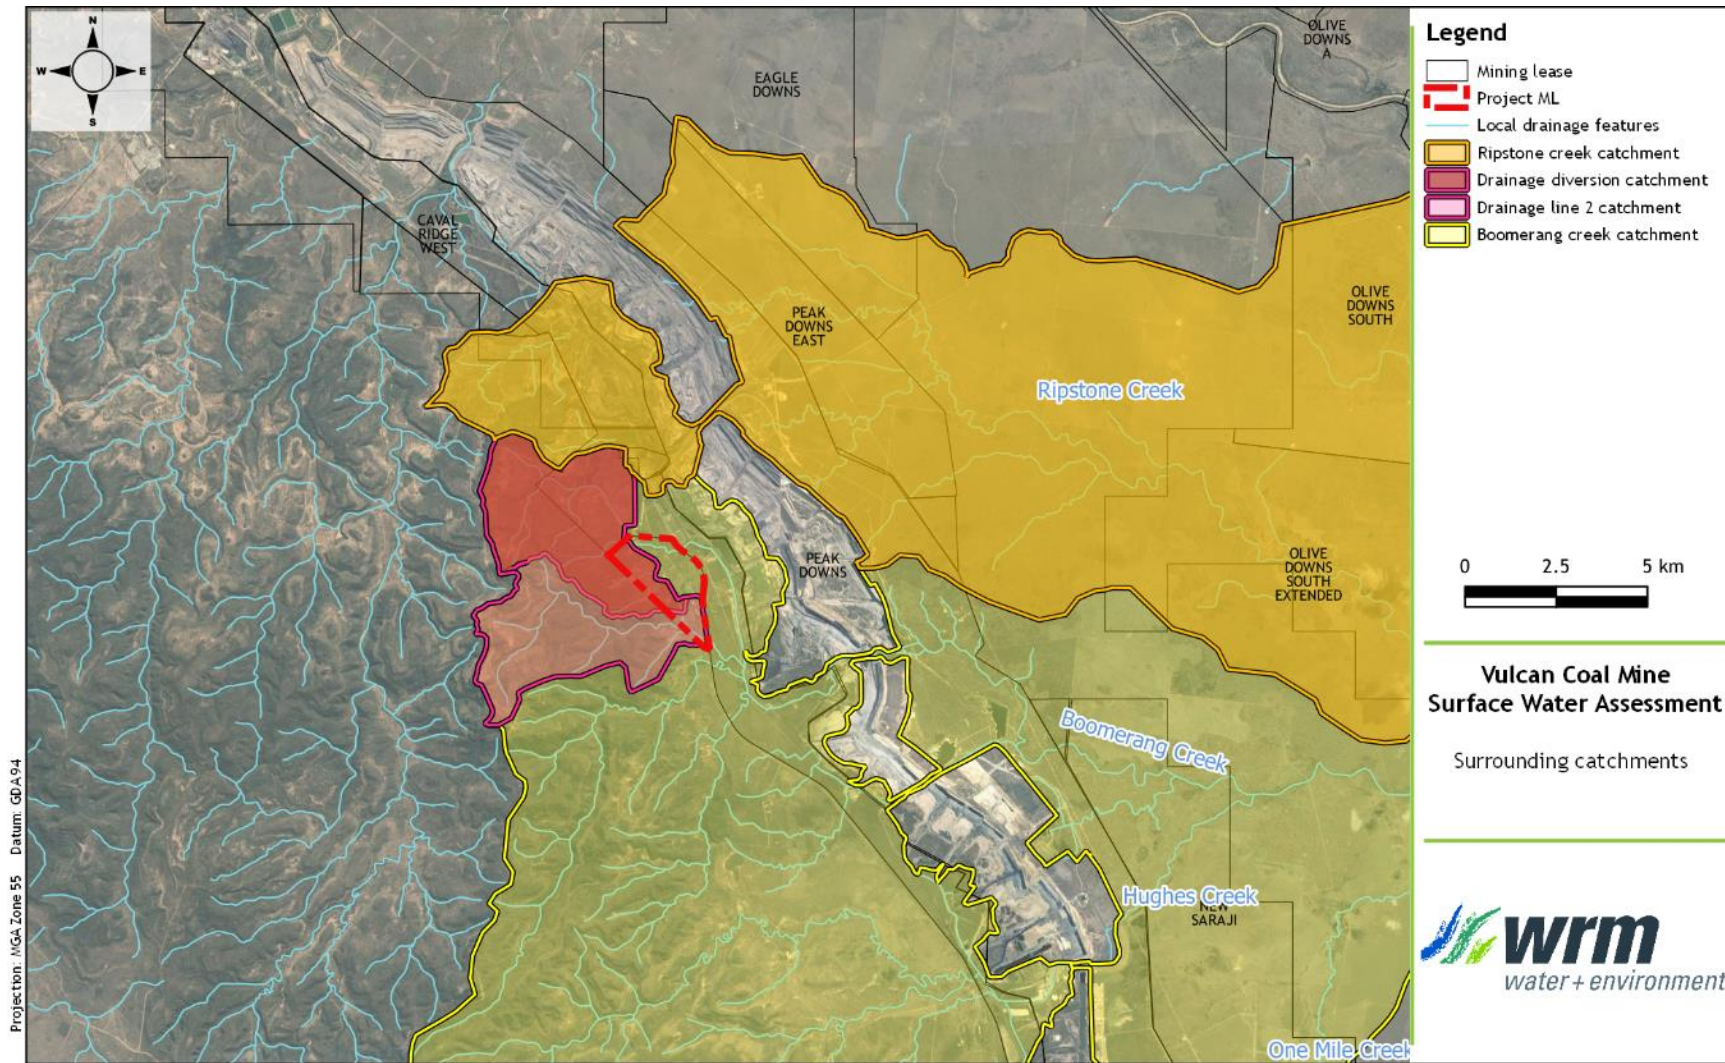 N
W
E
S
EAGLE
DOWNS
OLIVE
DOWNS
A
CAVAL
RIDGE
WEST
PEAK
DOWNS
EAST
OLIVE
DOWNS
SOUTH
Ripstone Creek
PEAK
DOWNS
OLIVE
DOWNS
SOUTH
EXTENDED
Boomerang Creek
Hughes Creek
NEW
SARAJI
One Mile Creek
Projection: MGA Zone 55 Datum: GDA94
Legend
Mining lease
Project ML
Local drainage features
Ripstone creek catchment
Drainage diversion catchment
Drainage line 2 catchment
Boomerang creek catchment
0 2.5 5 km
Vulcan Coal Mine
Surface Water Assessment
Surrounding catchments
wrm
water + environment